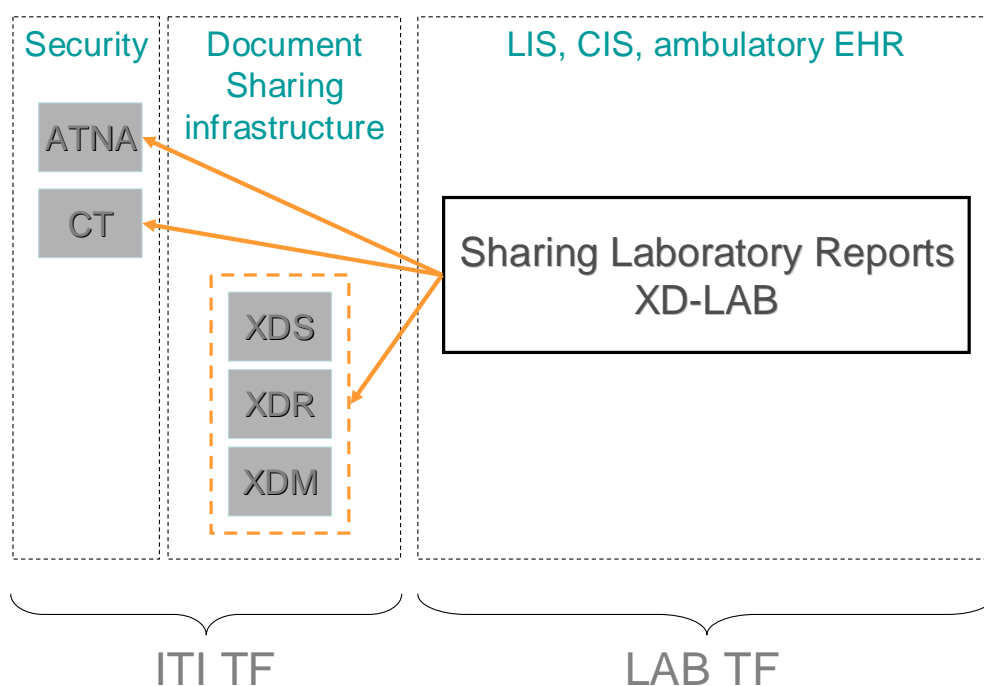 Security
Document
Sharing
infrastructure
LIS, CIS, ambulatory EHR
ATNA
CT
Sharing Laboratory Reports
XD-LAB
XDS
XDR
XDM
ITI TF
LAB TF